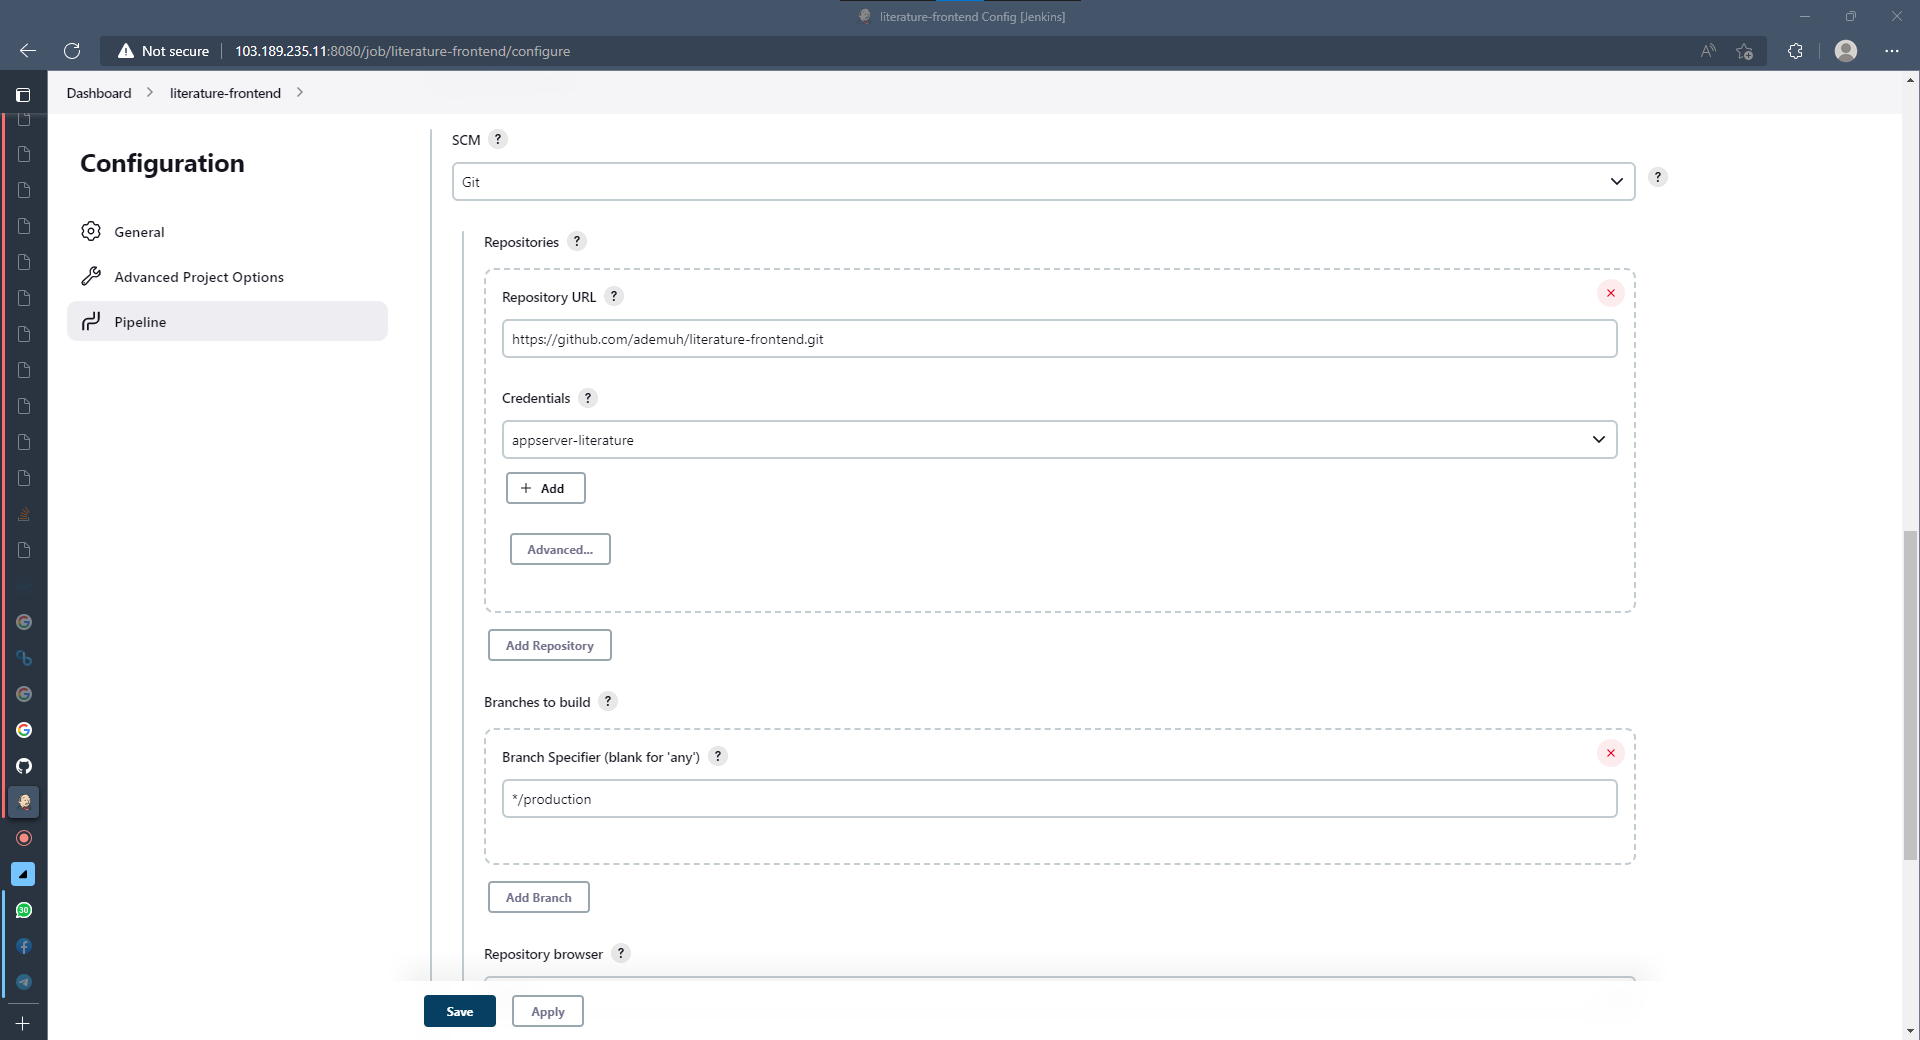 literature-frontend Config [Jenkins]
Not secure
103.189.235.11:8080/job/literature-frontend/configure
Dashboard
literature-frontend
Configuration
General
Advanced Project Options
Pipeline
SCM ?
Git
?
Repositories ?
Repository URL ?
https://github.com/ademuh/literature-frontend.git
Credentials ?
appserver-literature
+ Add
Advanced...
Add Repository
Branches to build ?
Branch Specifier (blank for 'any') ?
*/production
Add Branch
Repository browser ?
Save
Apply
30